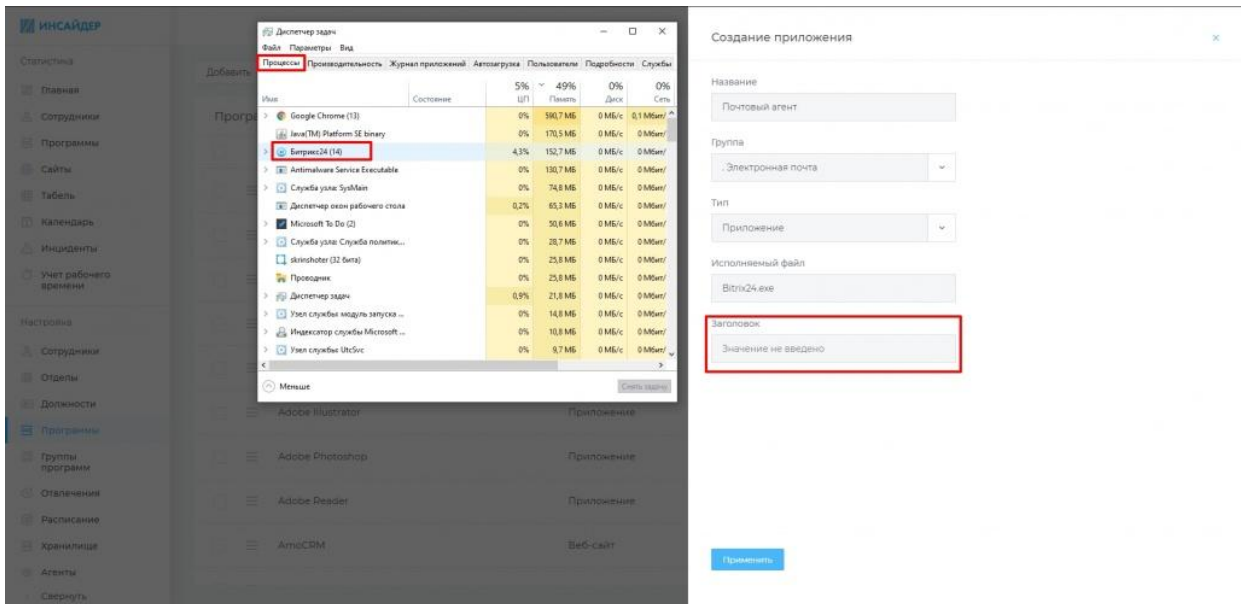 ИНСАЙДЕР
Статистика
Главная
Сотрудники
Программы
Сайты
Табель
Календарь
Инциденты
Учет рабочего
времени
Настройка
Сотрудники
Отделы
Должности
Программы
Группы
программ
Отвлечения
Расписание
Хранилище
Агенты
Свернуть
Добавить
Диспетчер задач
Файл Параметры Вид
Процессы Производительность Журнал приложений Автозагрузка Пользователи Подробности Службы
5% 49% 0% 0%
Имя Состояние ЦП Память Диск Сеть
Google Chrome (13) 0% 590,7 МБ 0 МБ/с 0,1 Мбит/
Java(TM) Platform SE binary 0% 170,5 МБ 0 МБ/с 0 Мбит/
Битрикс24 (14) 4,3% 152,7 МБ 0 МБ/с 0 Мбит/
Antimalware Service Executable 0% 130,7 МБ 0 МБ/с 0 Мбит/
Служба узла: SysMain 0% 74,8 МБ 0 МБ/с 0 Мбит/
Диспетчер окон рабочего стола 0,2% 65,3 МБ 0 МБ/с 0 Мбит/
Microsoft To Do (2) 0% 50,6 МБ 0 МБ/с 0 Мбит/
Служба узла: Служба политик... 0% 28,7 МБ 0 МБ/с 0 Мбит/
skrinshoter (32 бита) 0% 25,8 МБ 0 МБ/с 0 Мбит/
Проводник 0% 25,8 МБ 0 МБ/с 0 Мбит/
Диспетчер задач 0,9% 21,8 МБ 0 МБ/с 0 Мбит/
Узел службы: модуль запуска ... 0% 14,8 МБ 0 МБ/с 0 Мбит/
Индексатор службы Microsoft ... 0% 10,8 МБ 0 МБ/с 0 Мбит/
Узел службы: UtcSvc 0% 9,7 МБ 0 МБ/с 0 Мбит/
Меньше Снять задачу
Adobe Illustrator Приложение
Adobe Photoshop Приложение
Adobe Reader Приложение
AmoCRM Веб-сайт
Создание приложения
Название
Почтовый агент
Группа
. Электронная почта
Тип
Приложение
Исполняемый файл
Bitrix24.exe
Заголовок
Значение не введено
Применить